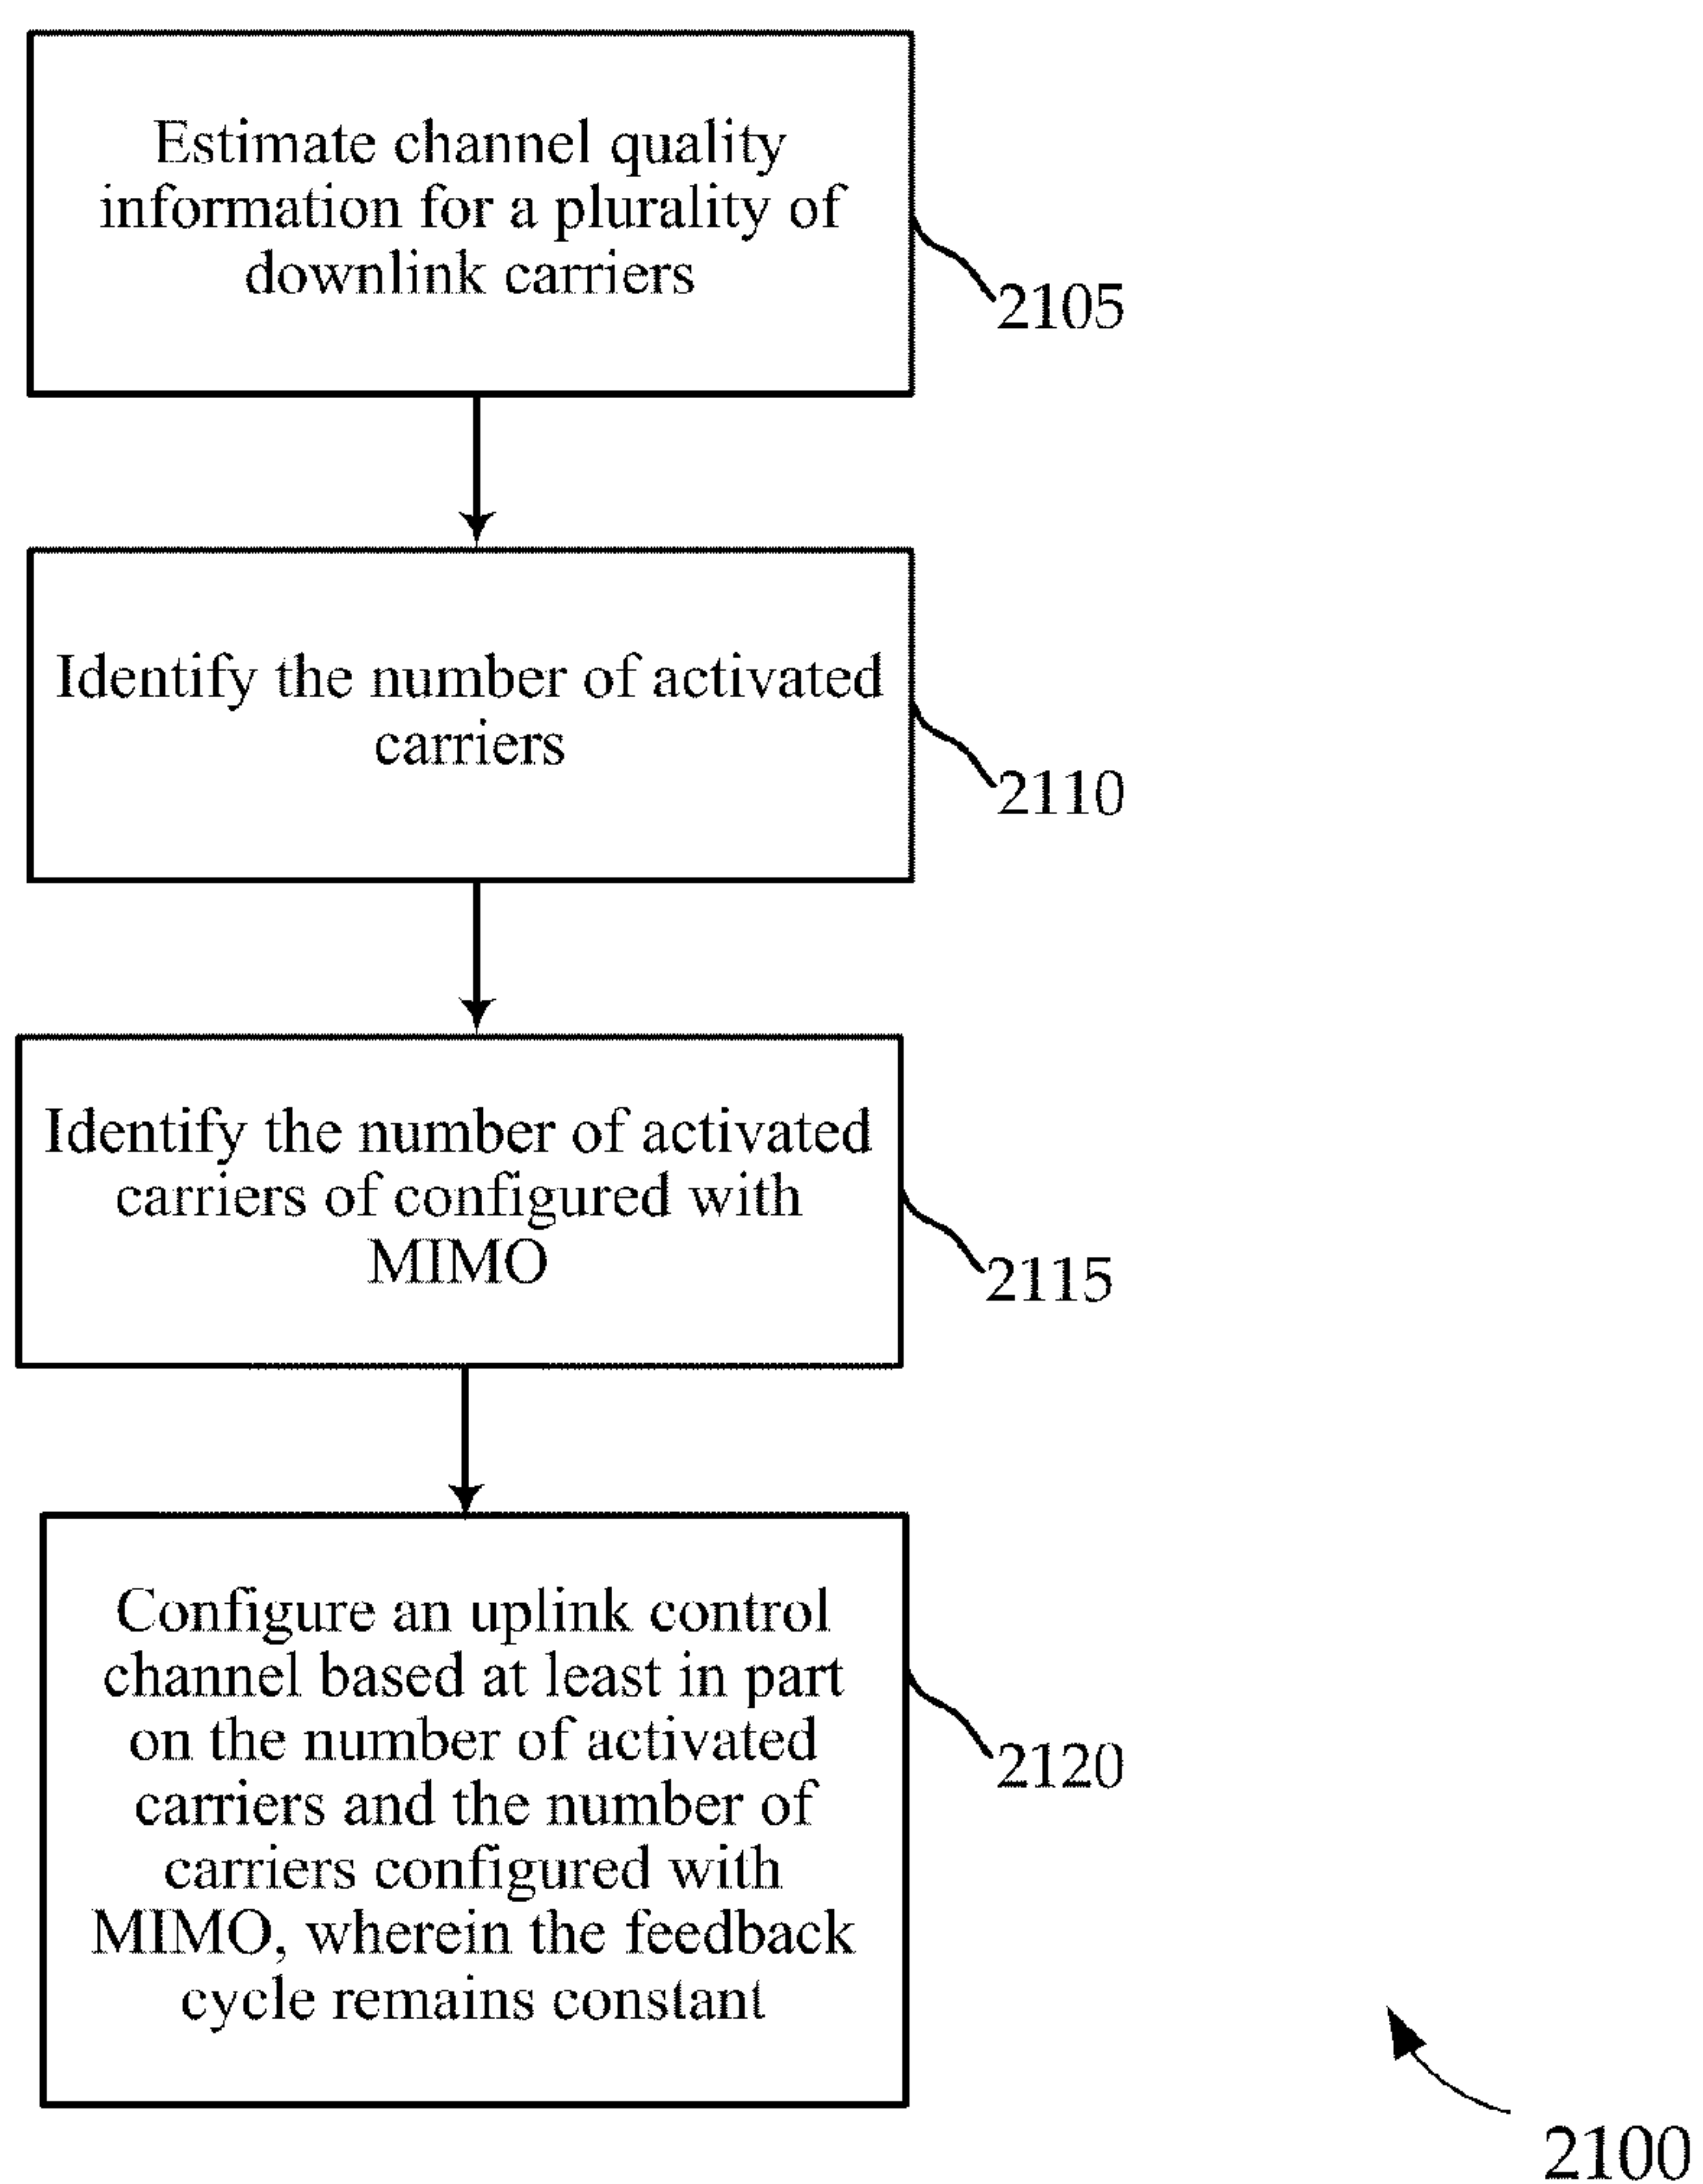 Estimate channel quality
information for a plurality of
downlink carriers
2105
Identify the number of activated
carriers
2110
Identify the number of activated
carriers of configured with
MIMO
2115
Configure an uplink control
channel based at least in part
on the number of activated
carriers and the number of
carriers configured with
MIMO, wherein the feedback
cycle remains constant
2120
2100